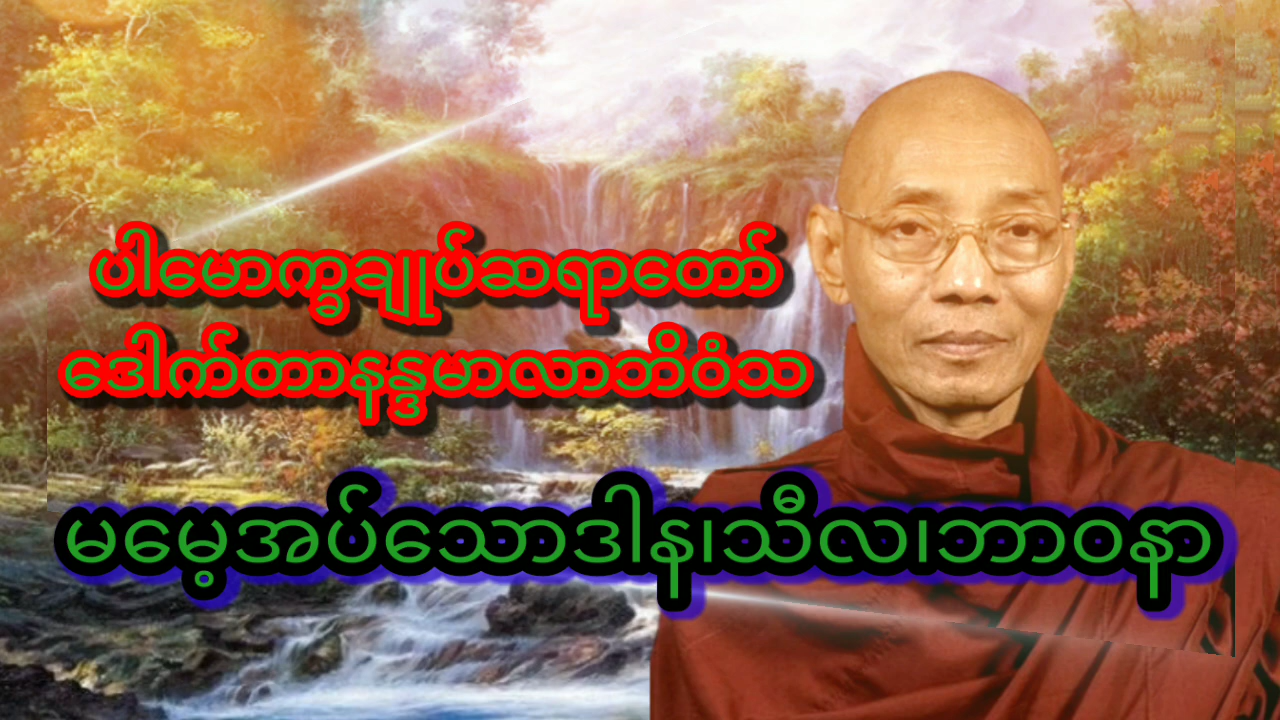 ပါမောက္ခချုပ်ဆရာတော်
ဒေါက်တာနန္ဒမာလာဘိဝံသ
မမေ့အပ်သောဒါန၊သီလ၊ဘာဝနာ